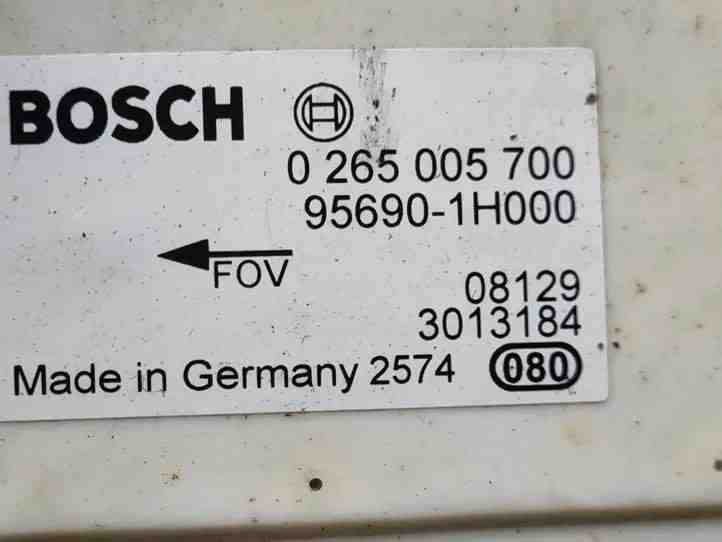 BOSCH
0 265 005 700
95690-1H000
FOV
08129
3013184
Made in Germany 2574 080